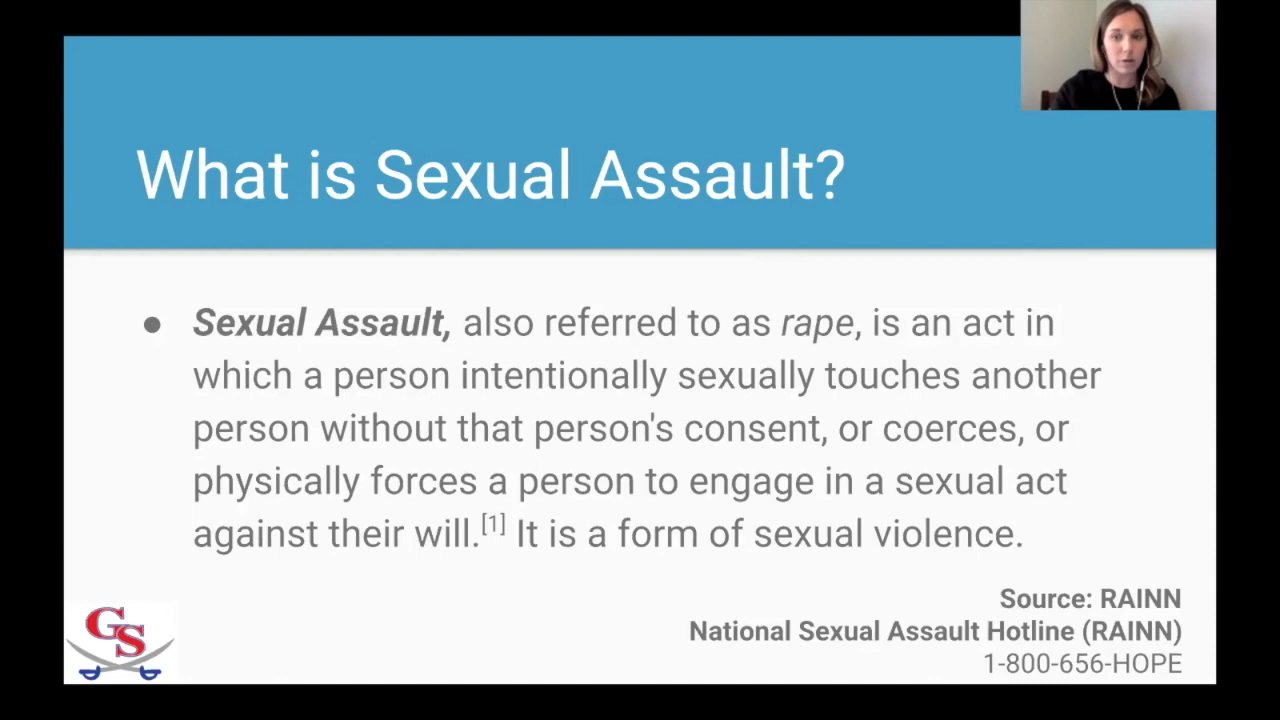 What is Sexual Assault?
● Sexual Assault, also referred to as rape, is an act in
which a person intentionally sexually touches another
person without that person's consent, or coerces, or
physically forces a person to engage in a sexual act
against their will.[1] It is a form of sexual violence.
Source: RAINN
National Sexual Assault Hotline (RAINN)
1-800-656-HOPE
GS